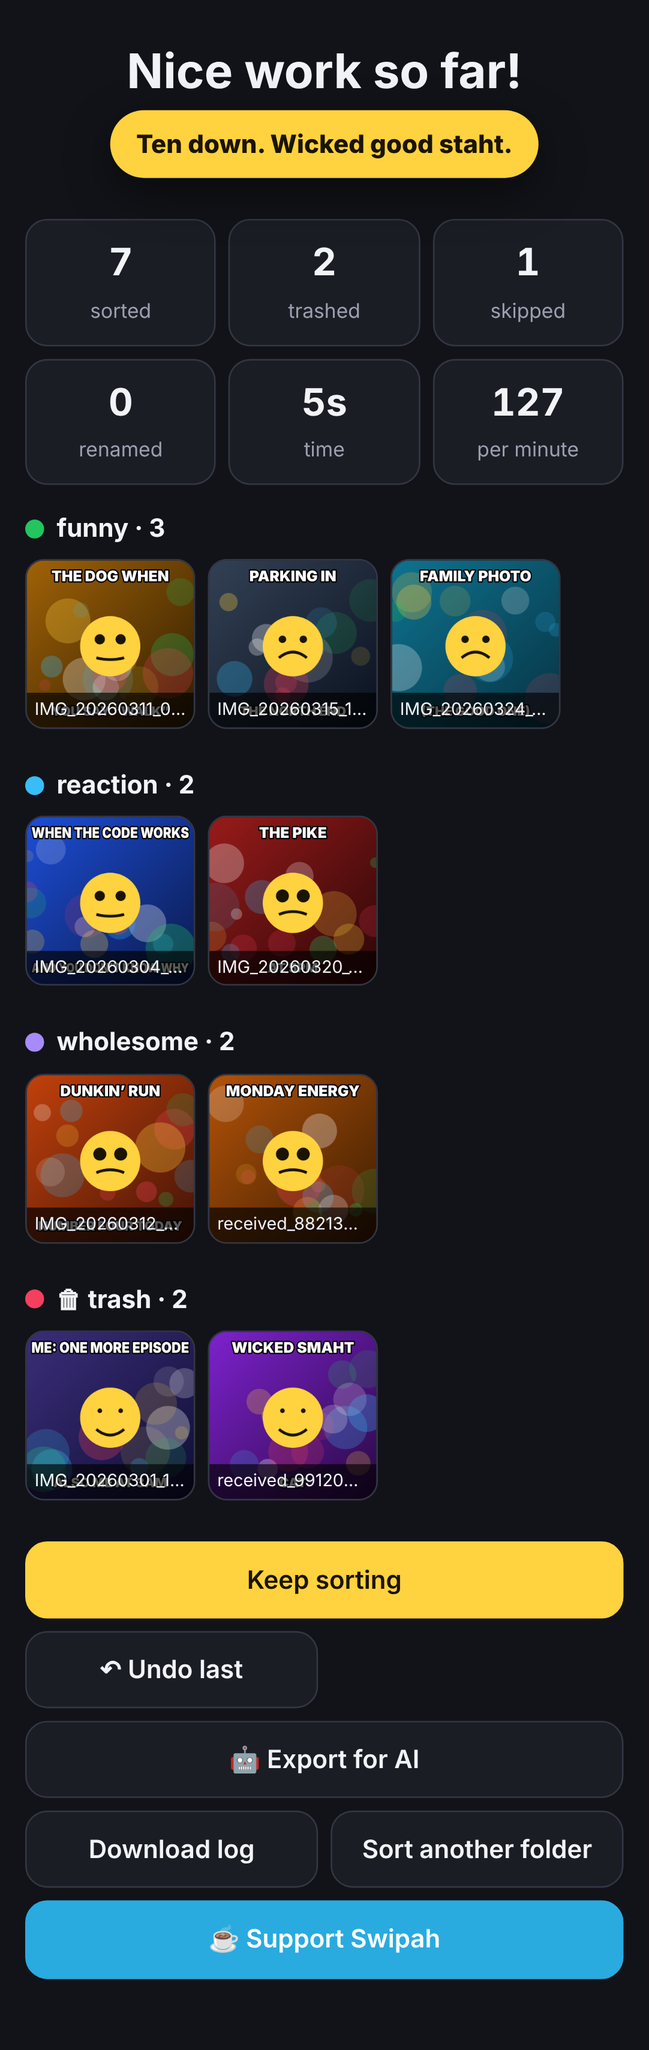 Nice work so far!
Ten down. Wicked good staht.
7
sorted
2
trashed
1
skipped
0
renamed
5s
time
127
per minute
funny · 3
THE DOG WHEN
IMG_20260311_0...
PARKING IN
IMG_20260315_1...
FAMILY PHOTO
IMG_20260324_...
reaction · 2
WHEN THE CODE WORKS
IMG_20260304_...
THE PIKE
IMG_20260320_...
wholesome · 2
DUNKIN’ RUN
IMG_20260312_...
MONDAY ENERGY
received_88213...
trash · 2
ME: ONE MORE EPISODE
IMG_20260301_1...
WICKED SMAHT
received_99120...
Keep sorting
↶ Undo last
Export for AI
Download log
Sort another folder
Support Swipah